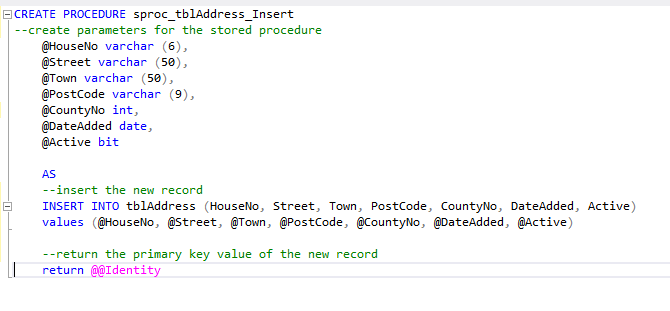 CREATE PROCEDURE sproc_tblAddress_Insert
--create parameters for the stored procedure
@HouseNo varchar (6),
@Street varchar (50),
@Town varchar (50),
@PostCode varchar (9),
@CountyNo int,
@DateAdded date,
@Active bit
AS
--insert the new record
INSERT INTO tblAddress (HouseNo, Street, Town, PostCode, CountyNo, DateAdded, Active)
values (@HouseNo, @Street, @Town, @PostCode, @CountyNo, @DateAdded, @Active)
--return the primary key value of the new record
return @@Identity